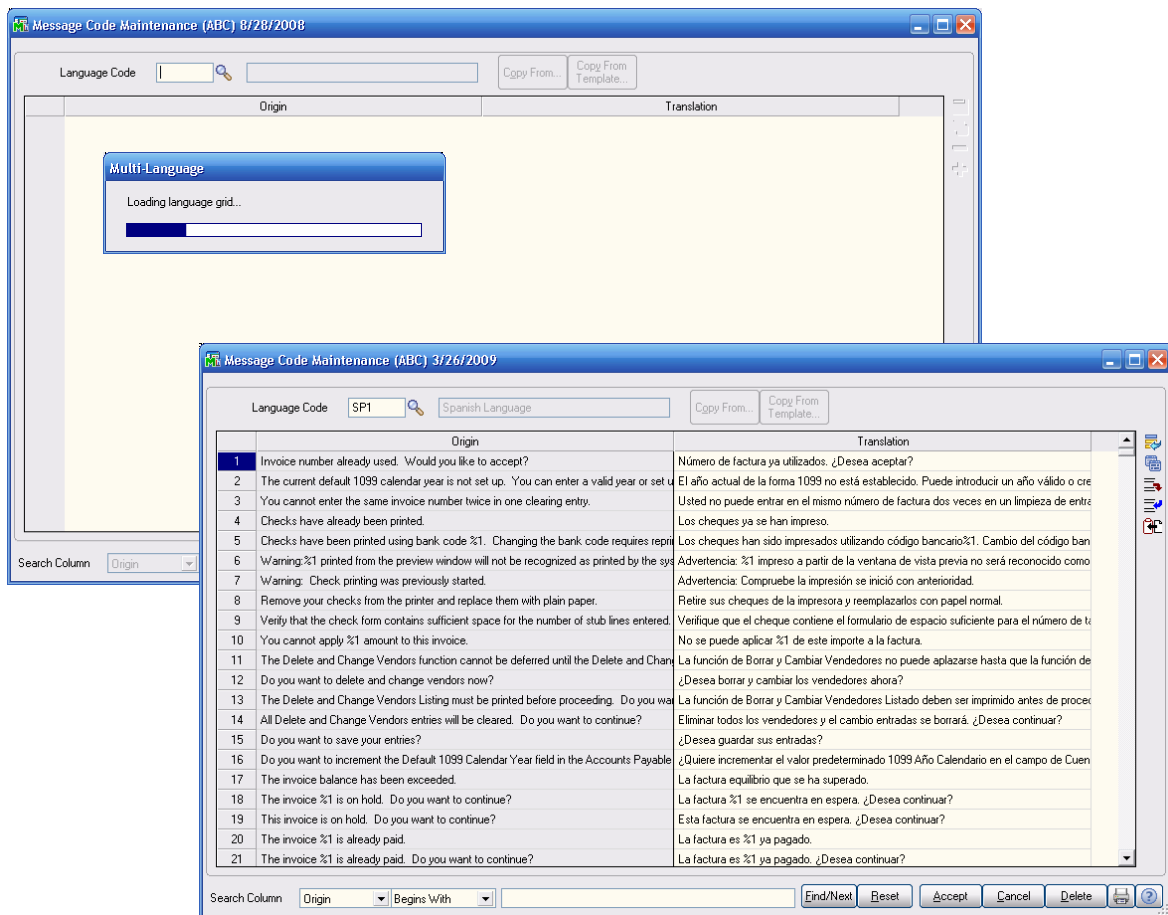 Message Code Maintenance (ABC) 8/28/2008
Language Code
Copy From...
Copy From Template...
Origin Translation
Multi-Language
Loading language grid...
Search Column Origin
Message Code Maintenance (ABC) 3/26/2009
Language Code SP1 Spanish Language
Copy From...
Copy From Template...
Origin Translation
1 Invoice number already used. Would you like to accept? Número de factura ya utilizados. ¿Desea aceptar?
2 The current default 1099 calendar year is not set up. You can enter a valid year or set u El año actual de la forma 1099 no está establecido. Puede introducir un año válido o cre
3 You cannot enter the same invoice number twice in one clearing entry. Usted no puede entrar en el mismo número de factura dos veces en un limpieza de entra
4 Checks have already been printed. Los cheques ya se han impreso.
5 Checks have been printed using bank code %1. Changing the bank code requires repri Los cheques han sido impresados utilizando código bancario%1. Cambio del código ban
6 Warning:%1 printed from the preview window will not be recognized as printed by the sys Advertencia: %1 impreso a partir de la ventana de vista previa no será reconocido como
7 Warning: Check printing was previously started. Advertencia: Compruebe la impresión se inició con anterioridad.
8 Remove your checks from the printer and replace them with plain paper. Retire sus cheques de la impresora y reemplazarlos con papel normal.
9 Verify that the check form contains sufficient space for the number of stub lines entered. Verifique que el cheque contiene el formulario de espacio suficiente para el número de ta
10 You cannot apply %1 amount to this invoice. No se puede aplicar %1 de este importe a la factura.
11 The Delete and Change Vendors function cannot be deferred until the Delete and Chang La función de Borrar y Cambiar Vendedores no puede aplazarse hasta que la función de
12 Do you want to delete and change vendors now? ¿Desea borrar y cambiar los vendedores ahora?
13 The Delete and Change Vendors Listing must be printed before proceeding. Do you wa La función de Borrar y Cambiar Vendedores Listado deben ser imprimido antes de proced
14 All Delete and Change Vendors entries will be cleared. Do you want to continue? Eliminar todos los vendedores y el cambio entradas se borrará. ¿Desea continuar?
15 Do you want to save your entries? ¿Desea guardar sus entradas?
16 Do you want to increment the Default 1099 Calendar Year field in the Accounts Payable ¿Quiere incrementar el valor predeterminado 1099 Año Calendario en el campo de Cuen
17 The invoice balance has been exceeded. La factura equilibrio que se ha superado.
18 The invoice %1 is on hold. Do you want to continue? La factura %1 se encuentra en espera. ¿Desea continuar?
19 This invoice is on hold. Do you want to continue? Esta factura se encuentra en espera. ¿Desea continuar?
20 The invoice %1 is already paid. La factura es %1 ya pagado.
21 The invoice %1 is already paid. Do you want to continue? La factura es %1 ya pagado. ¿Desea continuar?
Search Column Origin Begins With Find/Next Reset Accept Cancel Delete